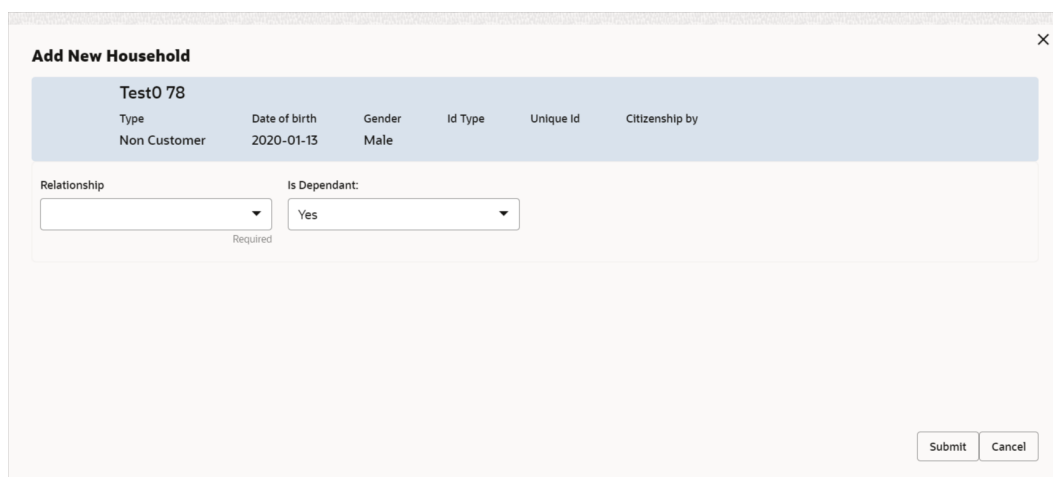 Add New Household
Test0 78
Type Date of birth Gender Id Type Unique Id Citizenship by
Non Customer 2020-01-13 Male
Relationship Is Dependant:
Yes
Required
Submit Cancel